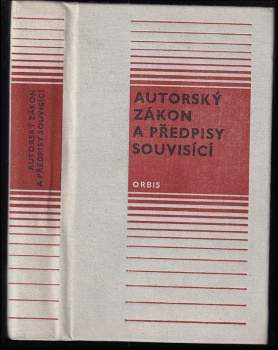 AUTORSKÝ ZÁKON
A PŘEDPISY SOUVISÍCÍ
AUTORSKÝ
ZÁKON
A PŘEDPISY
SOUVISÍCÍ
ORBIS